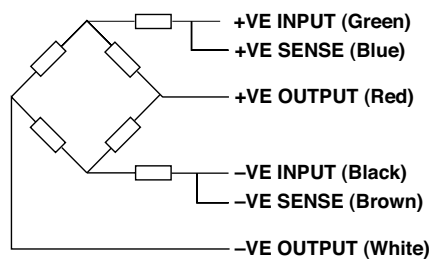 +VE INPUT (Green)
+VE SENSE (Blue)
+VE OUTPUT (Red)
–VE INPUT (Black)
–VE SENSE (Brown)
–VE OUTPUT (White)